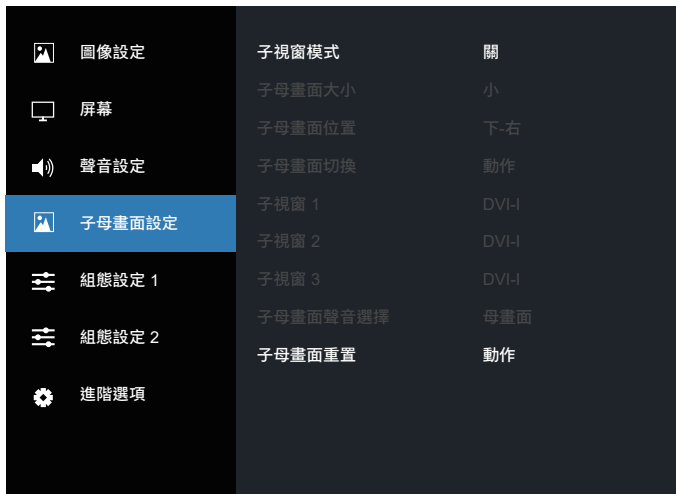 圖像設定
屏幕
聲音設定
子母畫面設定
組態設定 1
組態設定 2
進階選項
子視窗模式 關
子母畫面大小 小
子母畫面位置 下-右
子母畫面切換 動作
子視窗 1 DVI-I
子視窗 2 DVI-I
子視窗 3 DVI-I
子母畫面聲音選擇 母畫面
子母畫面重置 動作